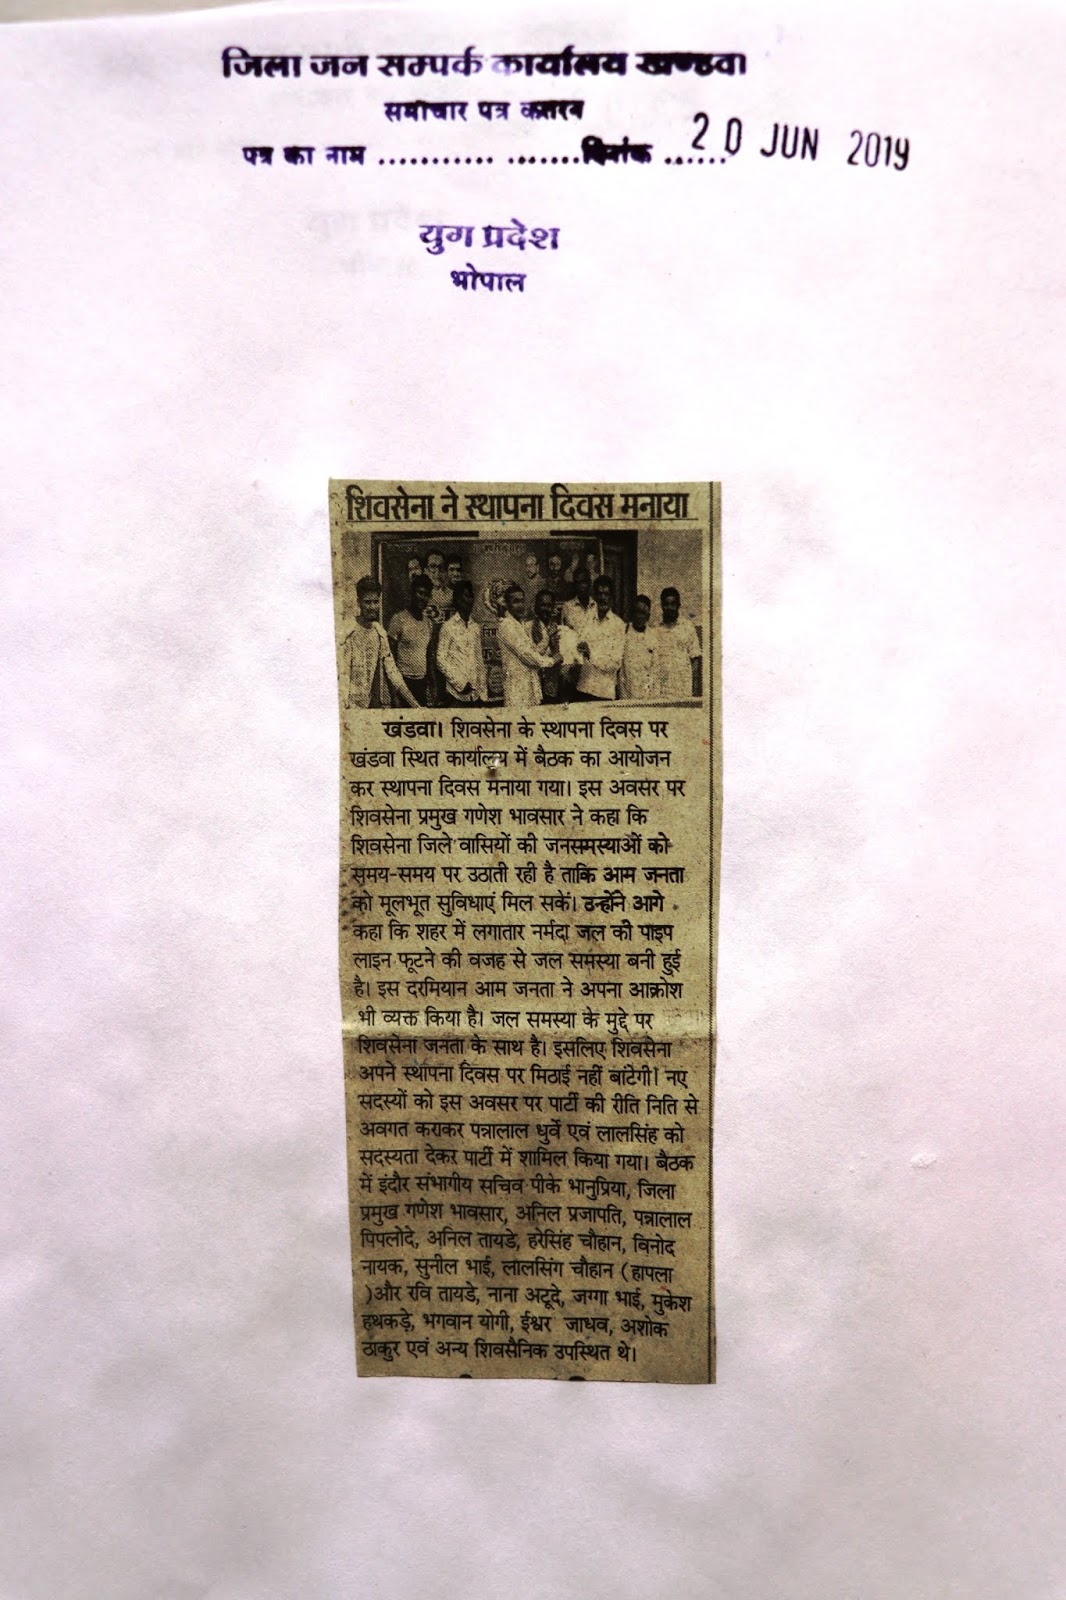 जिला जन सम्पर्क कार्यालय खण्डवा
समाचार पत्र कतरन
पत्र का नाम ........... .......दिनांक ...... 20 JUN 2019
युग प्रदेश
भोपाल
शिवसेना ने स्थापना दिवस मनाया
खंडवा। शिवसेना के स्थापना दिवस पर
खंडवा स्थित कार्यालय में बैठक का आयोजन
कर स्थापना दिवस मनाया गया। इस अवसर पर
शिवसेना प्रमुख गणेश भावसार ने कहा कि
शिवसेना जिले वासियों की जनसमस्याओं को
समय-समय पर उठाती रही है ताकि आम जनता
को मूलभूत सुविधाएं मिल सकें। उन्होंने आगे
कहा कि शहर में लगातार नर्मदा जल की पाइप
लाइन फूटने की वजह से जल समस्या बनी हुई
है। इस दरमियान आम जनता ने अपना आक्रोश
भी व्यक्त किया है। जल समस्या के मुद्दे पर
शिवसेना जनता के साथ है। इसलिए शिवसेना
अपने स्थापना दिवस पर मिठाई नहीं बांटेगी। नए
सदस्यों को इस अवसर पर पार्टी की रीति निति से
अवगत कराकर पन्नालाल धुर्वे एवं लालसिंह को
सदस्यता देकर पार्टी में शामिल किया गया। बैठक
में इंदौर संभागीय सचिव पीके भानुप्रिया, जिला
प्रमुख गणेश भावसार, अनिल प्रजापति, पन्नालाल
पिपलोदे, अनिल तायडे, हरेसिंह चौहान, विनोद
नायक, सुनील भाई, लालसिंग चौहान (हापला
)और रवि तायडे, नाना अटूदे, जग्गा भाई, मुकेश
हथकड़े, भगवान योगी, ईश्वर जाधव, अशोक
ठाकुर एवं अन्य शिवसैनिक उपस्थित थे।